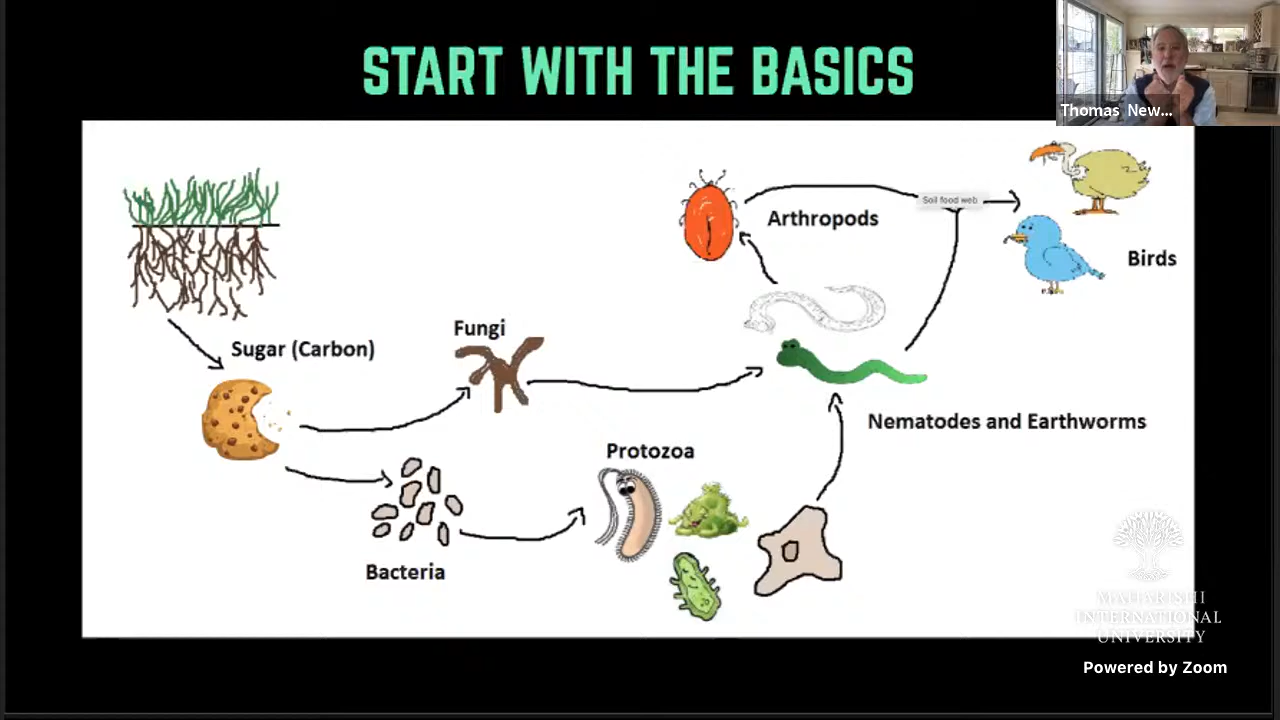 START WITH THE BASICS
Thomas New...
Soil food web
Arthropods
Birds
Fungi
Sugar (Carbon)
Nematodes and Earthworms
Protozoa
Bacteria
MAHARISHI
INTERNATIONAL
UNIVERSITY
Powered by Zoom